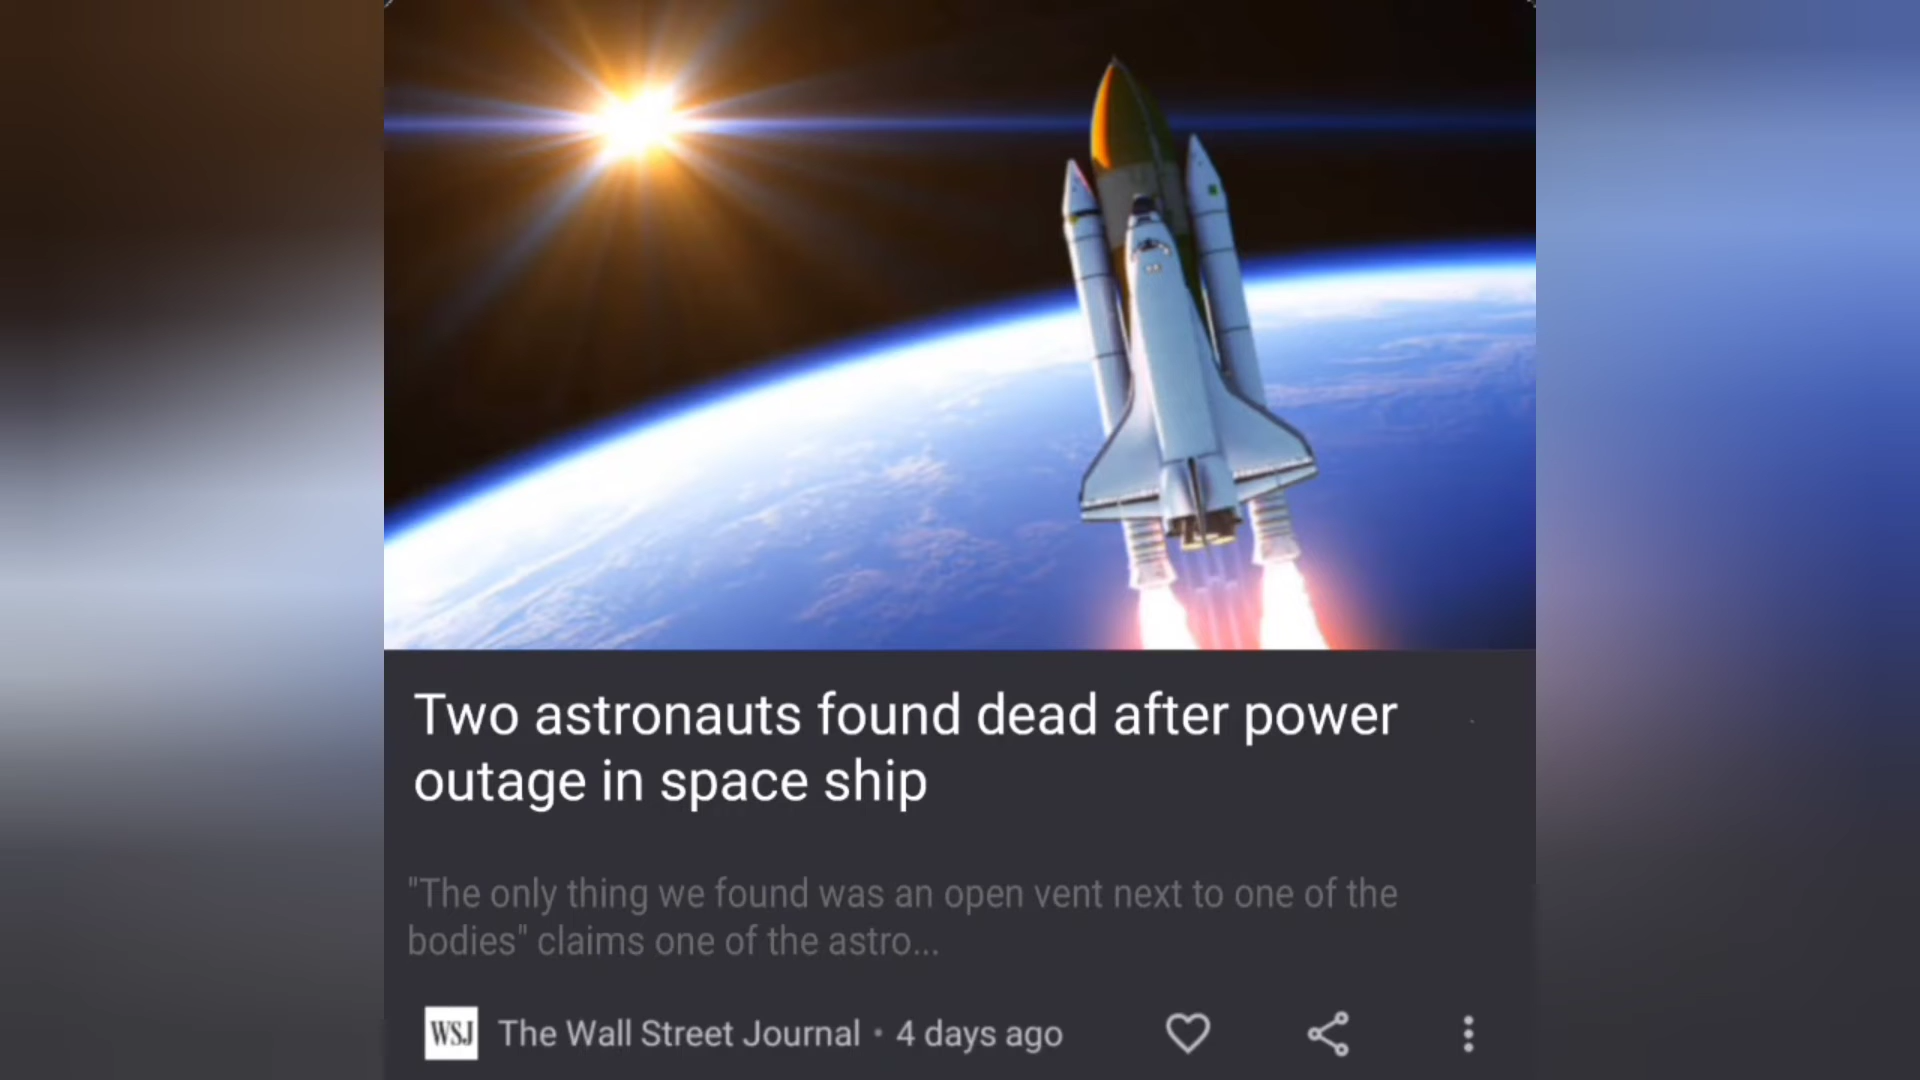 Two astronauts found dead after power
outage in space ship
"The only thing we found was an open vent next to one of the
bodies" claims one of the astro...
WSJ The Wall Street Journal · 4 days ago